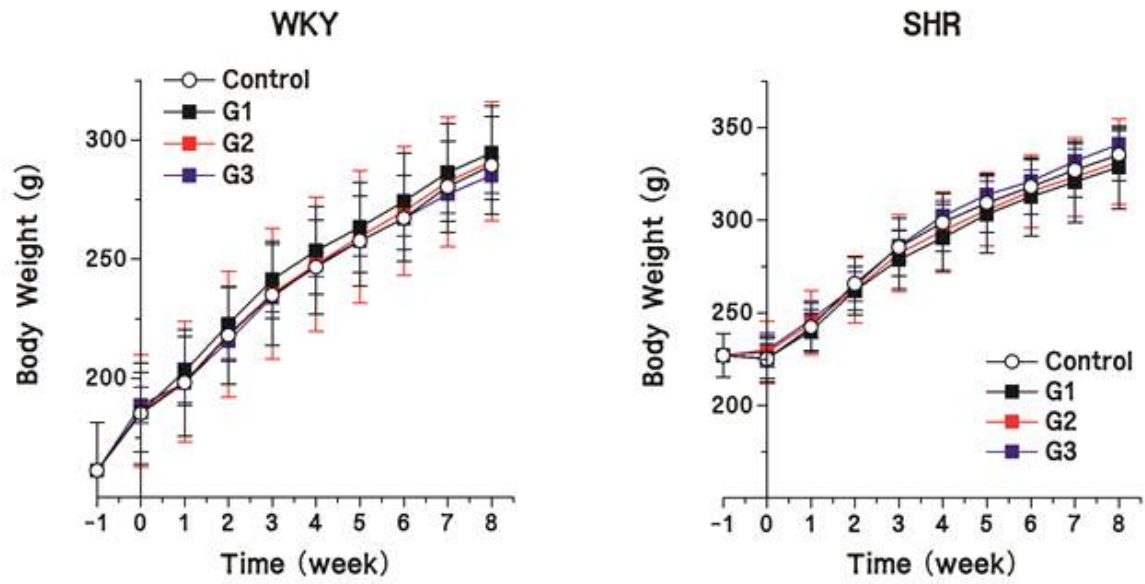 WKY
Control
G1
G2
G3
300
250
200
Body Weight (g)
-1 0 1 2 3 4 5 6 7 8
Time (week)
SHR
350
300
250
200
Body Weight (g)
Control
G1
G2
G3
-1 0 1 2 3 4 5 6 7 8
Time (week)